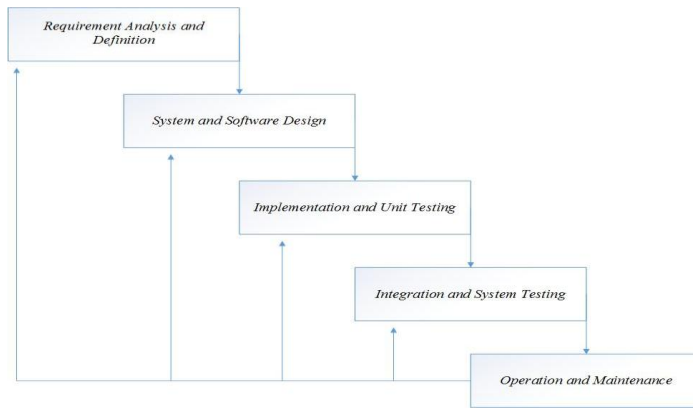 Requirement Analysis and
Definition
System and Software Design
Implementation and Unit Testing
Integration and System Testing
Operation and Maintenance